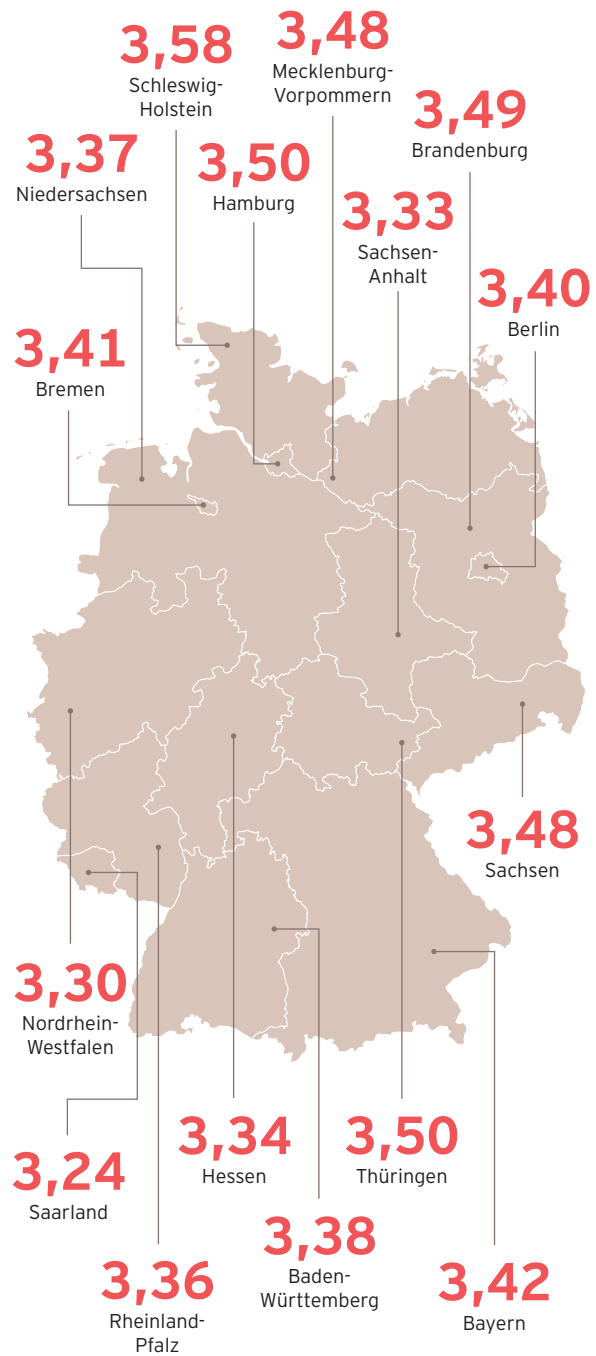 3,58
Schleswig-
Holstein
3,48
Mecklenburg-
Vorpommern
3,49
Brandenburg
3,37
Niedersachsen
3,50
Hamburg
3,33
Sachsen-
Anhalt
3,40
Berlin
3,41
Bremen
3,48
Sachsen
3,30
Nordrhein-
Westfalen
3,34
Hessen
3,50
Thüringen
3,24
Saarland
3,38
Baden-
Württemberg
3,36
Rheinland-
Pfalz
3,42
Bayern